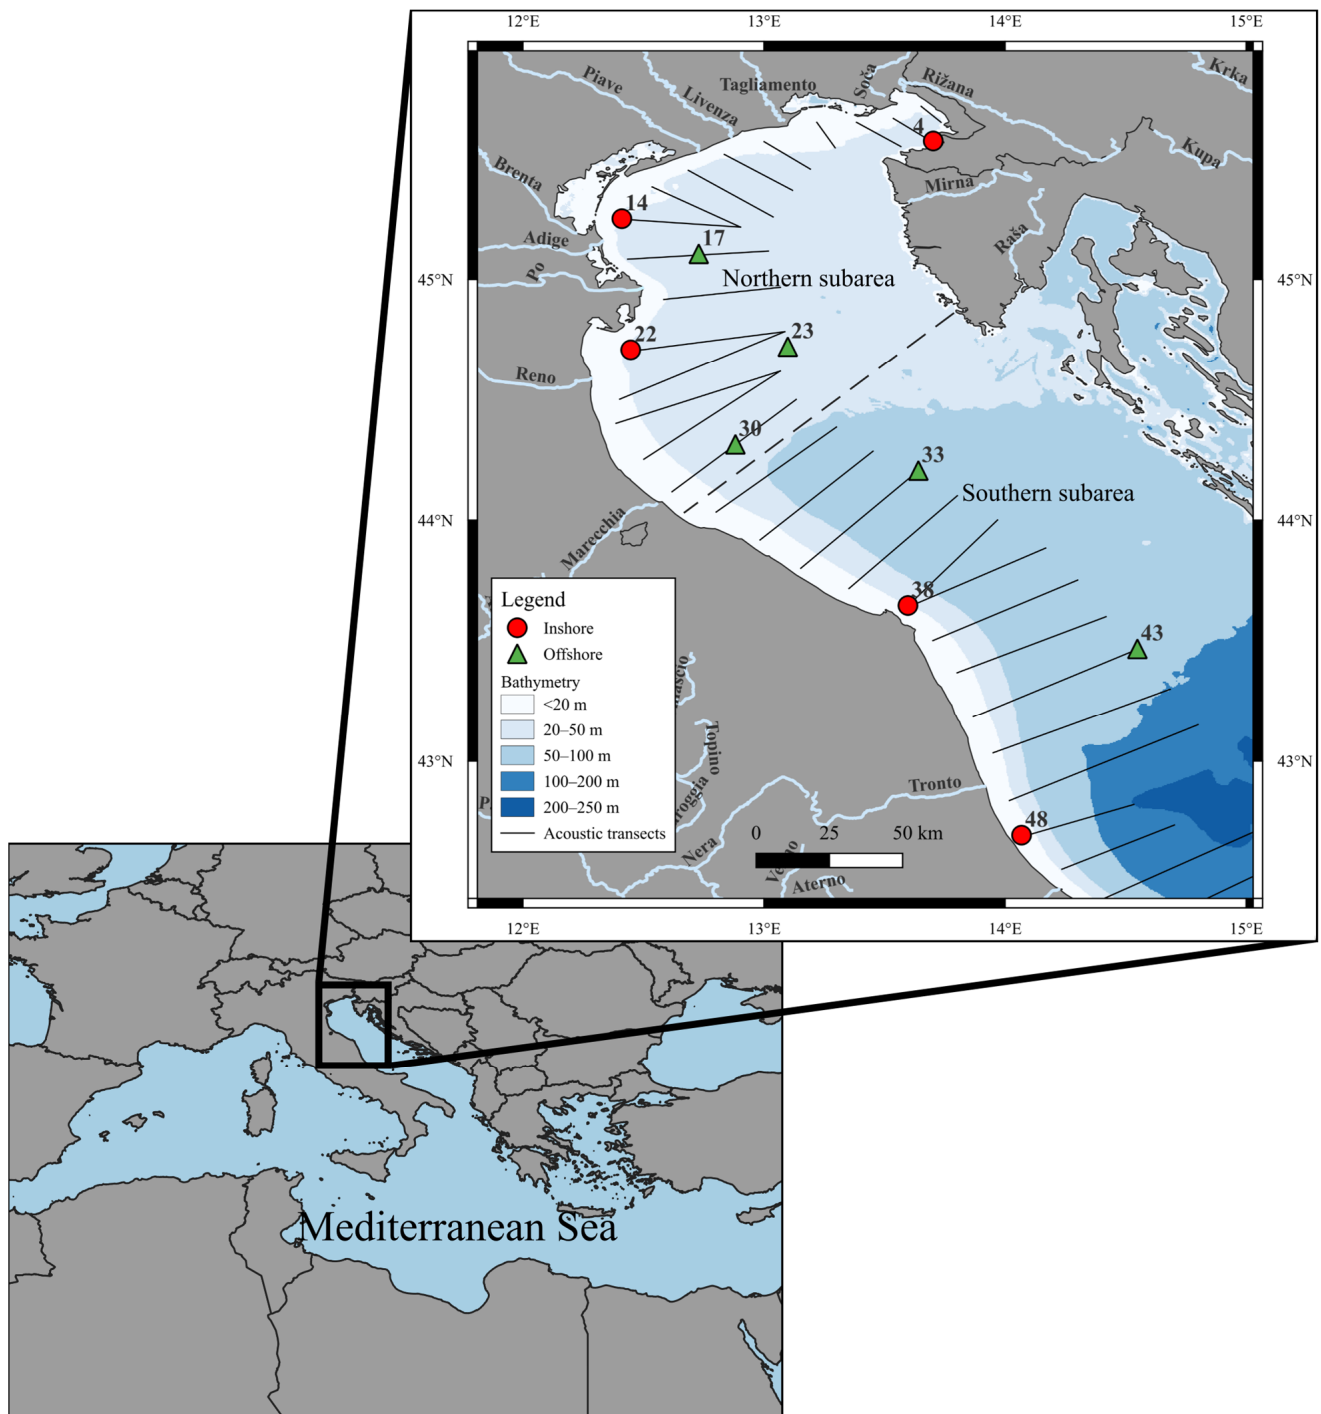 12°E 13°E 14°E 15°E
Piave
Livenza
Tagliamento
Soča
Rižana
Krka
Kupa
4
Brenta
Mirna
14
Adige
17
Raša
Po
45°N
Northern subarea
45°N
22
23
Reno
30
33
Southern subarea
44°N
44°N
Marecchia
38
Legend
Inshore
Offshore
43
Bathymetry
<20 m
20–50 m
50–100 m
100–200 m
200–250 m
Acoustic transects
Topino
43°N
43°N
Tronto
Nera
0 25 50 km
48
Aterno
12°E 13°E 14°E 15°E
Mediterranean Sea